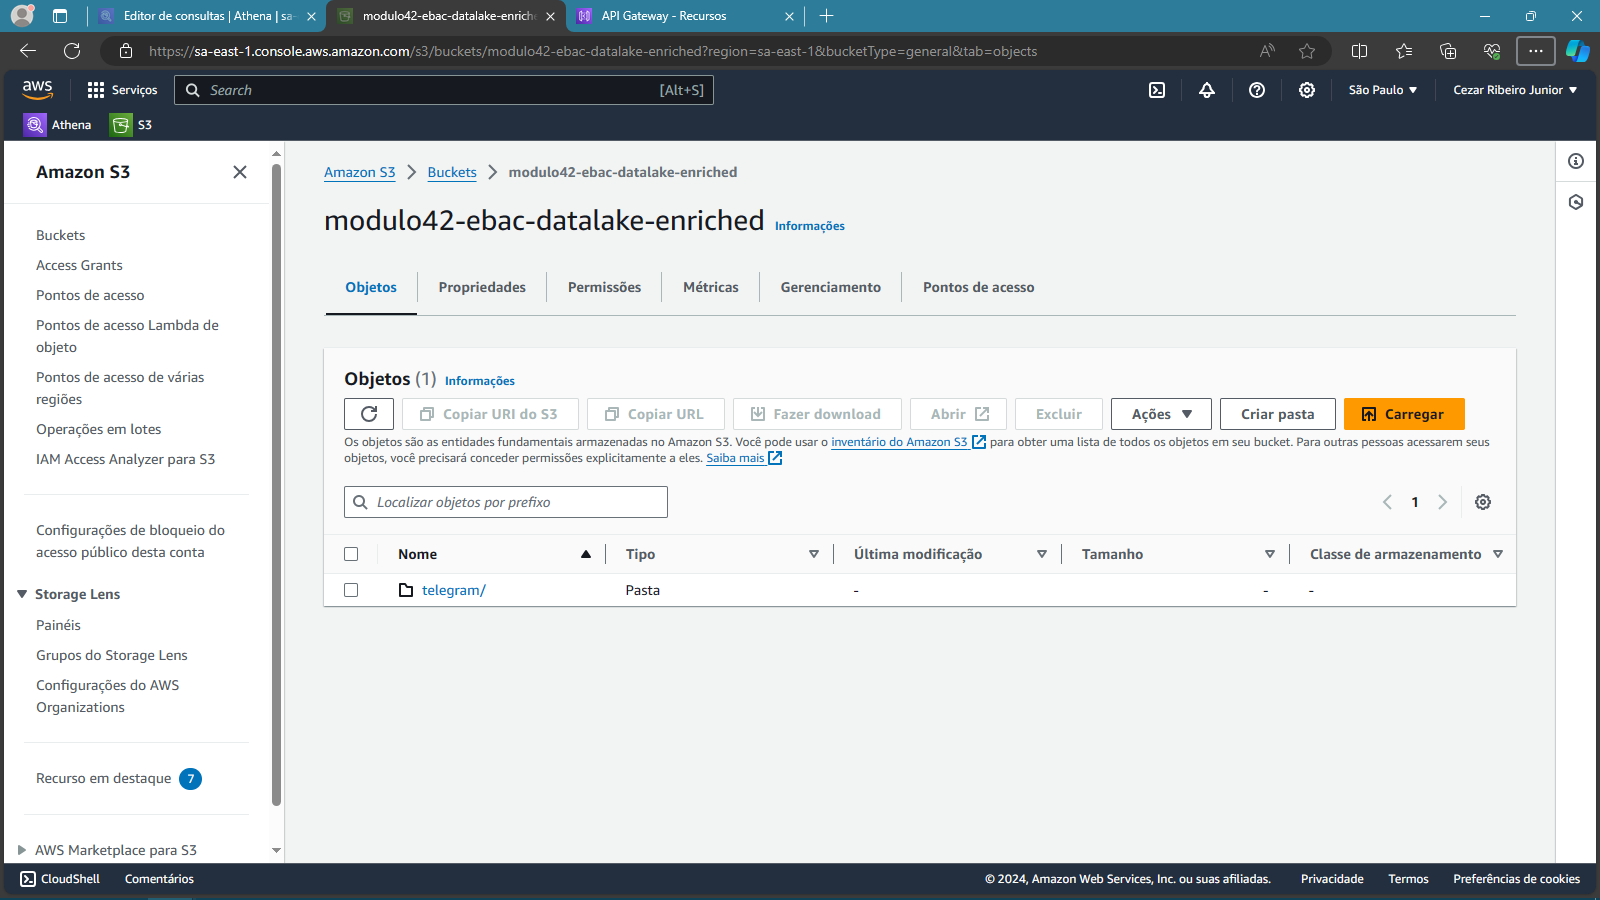 Editor de consultas | Athena | sa-
modulo42-ebac-datalake-enriche
API Gateway - Recursos
https://sa-east-1.console.aws.amazon.com/s3/buckets/modulo42-ebac-datalake-enriched?region=sa-east-1&bucketType=general&tab=objects
aws
Serviços
Search
[Alt+S]
São Paulo
Cezar Ribeiro Junior
Athena
S3
Amazon S3
Buckets
Access Grants
Pontos de acesso
Pontos de acesso Lambda de
objeto
Pontos de acesso de várias
regiões
Operações em lotes
IAM Access Analyzer para S3
Configurações de bloqueio do
acesso público desta conta
Storage Lens
Painéis
Grupos do Storage Lens
Configurações do AWS
Organizations
Recurso em destaque 7
AWS Marketplace para S3
Amazon S3 > Buckets > modulo42-ebac-datalake-enriched
modulo42-ebac-datalake-enriched Informações
Objetos Propriedades Permissões Métricas Gerenciamento Pontos de acesso
Objetos (1) Informações
Copiar URI do S3 Copiar URL Fazer download Abrir Excluir Ações Criar pasta Carregar
Os objetos são as entidades fundamentais armazenadas no Amazon S3. Você pode usar o inventário do Amazon S3 para obter uma lista de todos os objetos em seu bucket. Para outras pessoas acessarem seus
objetos, você precisará conceder permissões explicitamente a eles. Saiba mais
Localizar objetos por prefixo
1
Nome Tipo Última modificação Tamanho Classe de armazenamento
telegram/ Pasta - - -
CloudShell Comentários © 2024, Amazon Web Services, Inc. ou suas afiliadas. Privacidade Termos Preferências de cookies